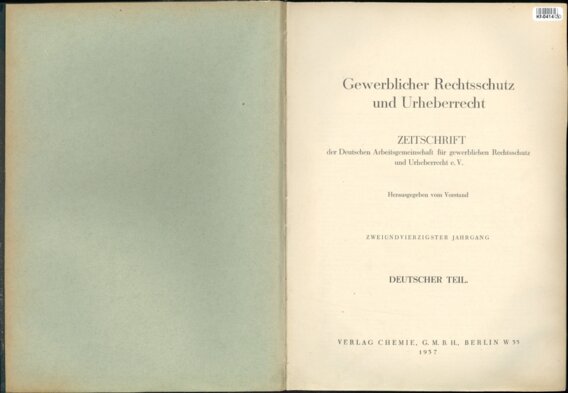 Gewerblicher Rechtsschutz
und Urheberrecht
ZEITSCHRIFT
der Deutschen Arbeitsgemeinschaft für gewerblichen Rechtsschutz
und Urheberrecht e. V.
Herausgegeben vom Vorstand
ZWEIUNDVIERZIGSTER JAHRGANG
DEUTSCHER TEIL.
VERLAG CHEMIE, G. M. B. H., BERLIN W 35
1937